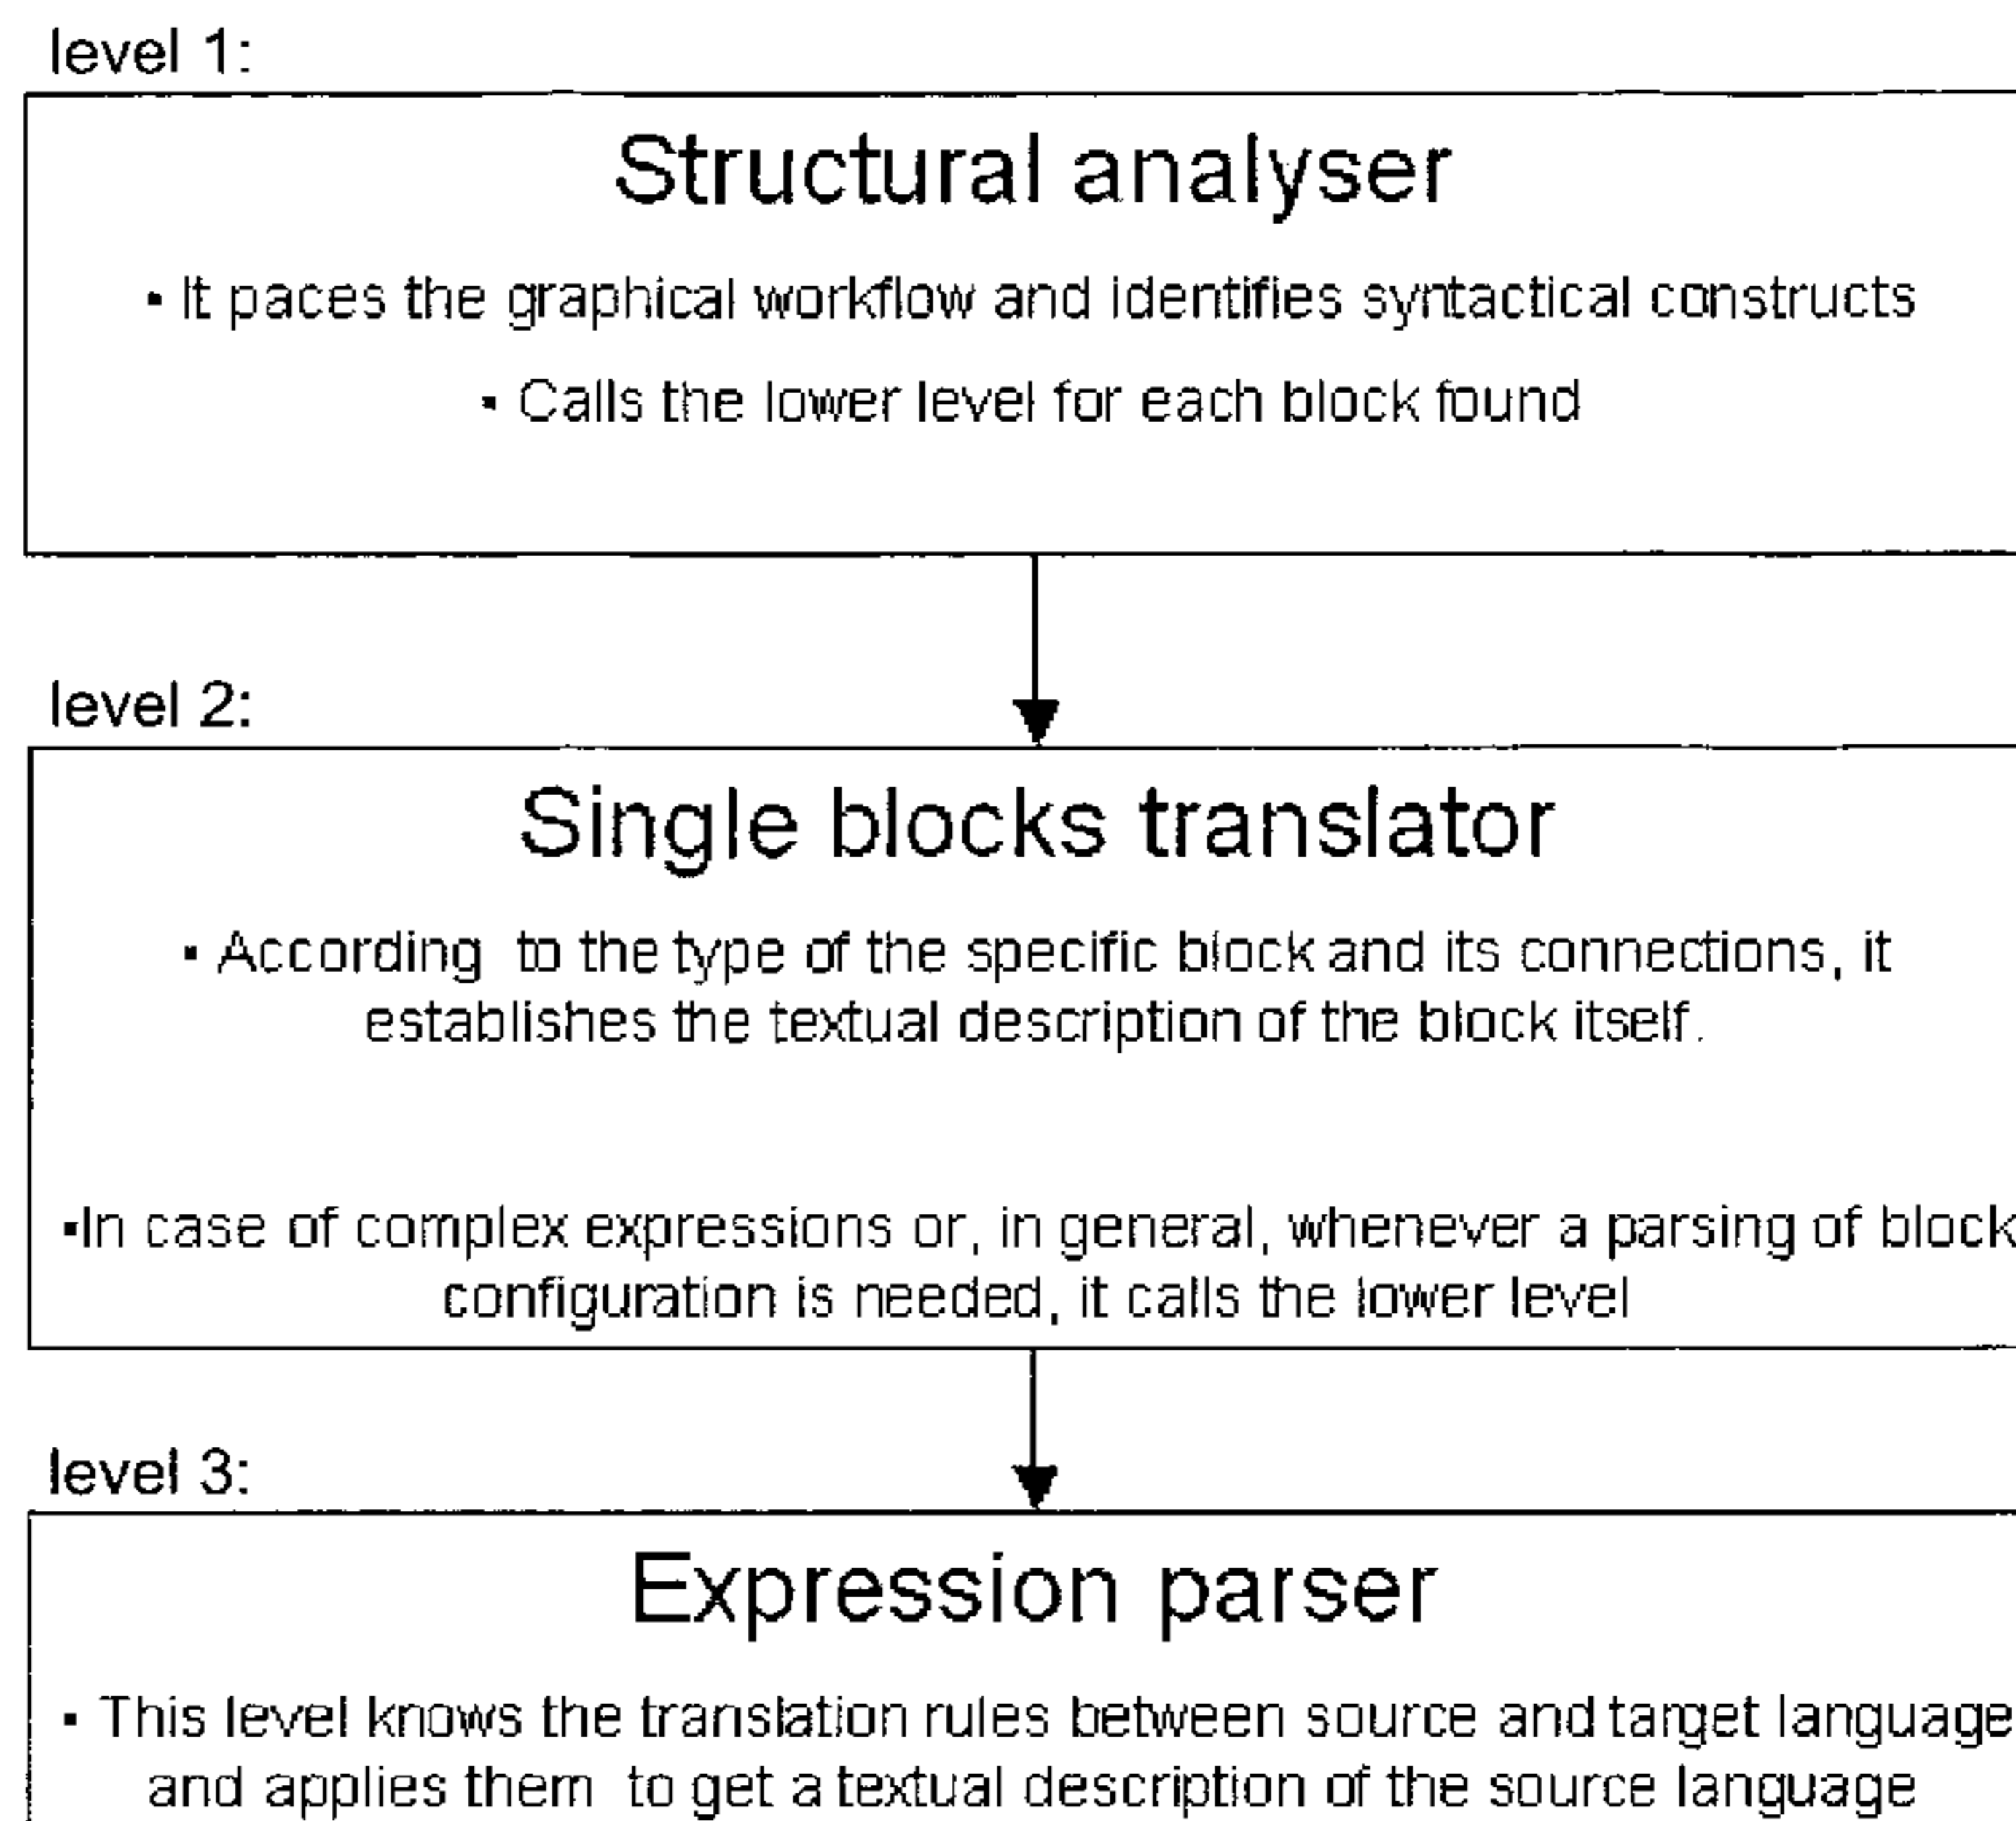 level 1:
Structural analyser
▪ It paces the graphical workflow and identifies syntactical constructs
▪ Calls the lower level for each block found
level 2:
Single blocks translator
▪ According to the type of the specific block and its connections, it
establishes the textual description of the block itself.
▪In case of complex expressions or, in general, whenever a parsing of block
configuration is needed, it calls the lower level
level 3:
Expression parser
▪ This level knows the translation rules between source and target language
and applies them to get a textual description of the source language